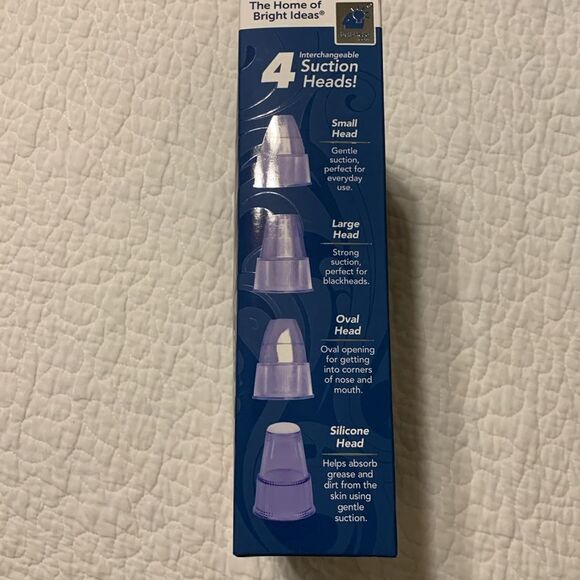 The Home of
Bright Ideas®
4
Interchangeable
Suction
Heads!
Small
Head
Gentle
suction,
perfect for
everyday
use.
Large
Head
Strong
suction,
perfect for
blackheads.
Oval
Head
Oval opening
for getting
into corners
of nose and
mouth.
Silicone
Head
Helps absorb
grease and
dirt from the
skin using
gentle
suction.